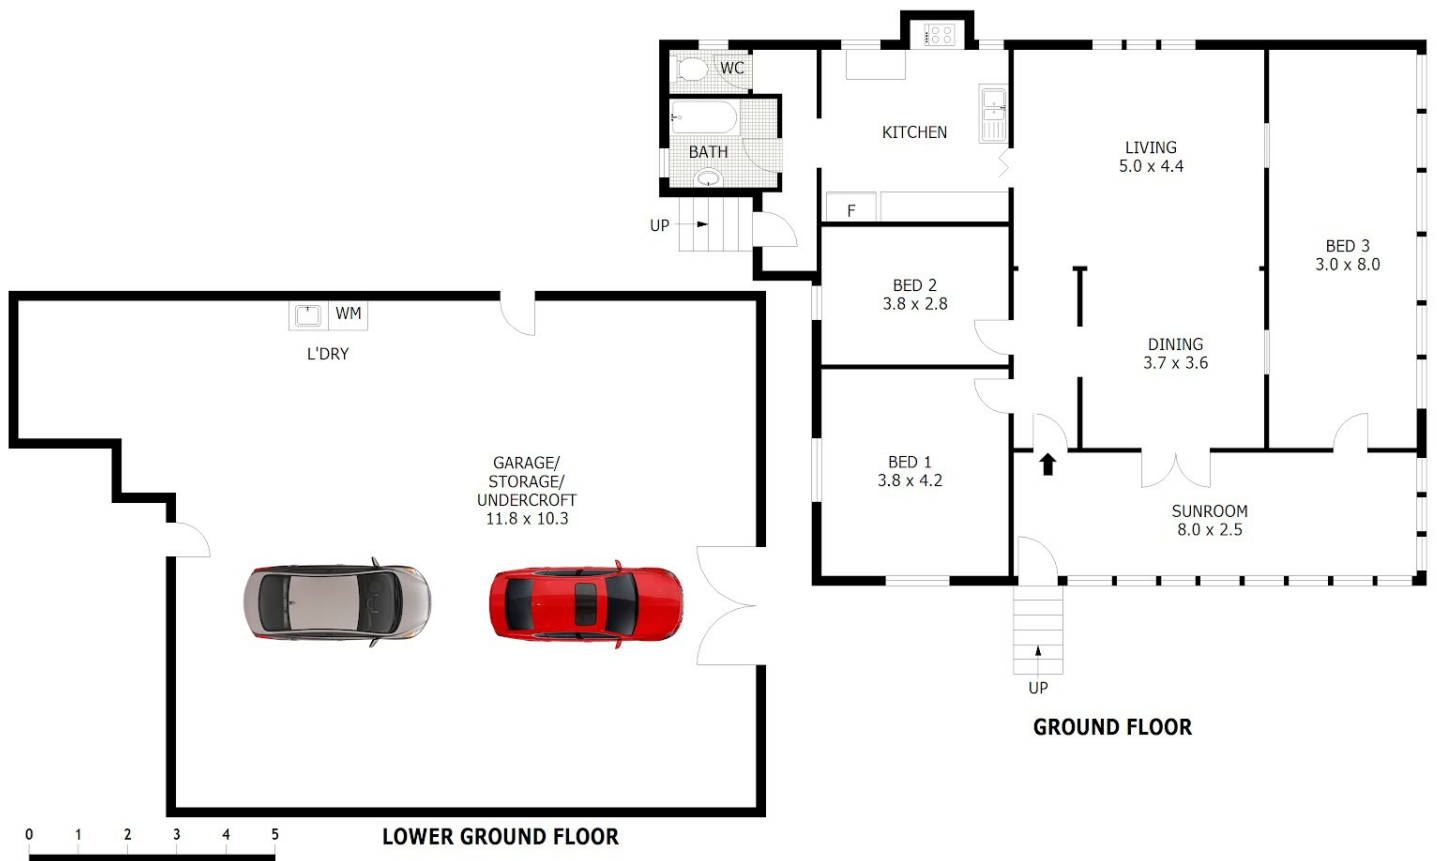 WC
KITCHEN
BATH
LIVING
5.0 x 4.4
F
UP
BED 3
3.0 x 8.0
BED 2
3.8 x 2.8
WM
L'DRY
DINING
3.7 x 3.6
GARAGE/
STORAGE/
UNDERCROFT
11.8 x 10.3
BED 1
3.8 x 4.2
SUNROOM
8.0 x 2.5
UP
GROUND FLOOR
0 1 2 3 4 5
LOWER GROUND FLOOR